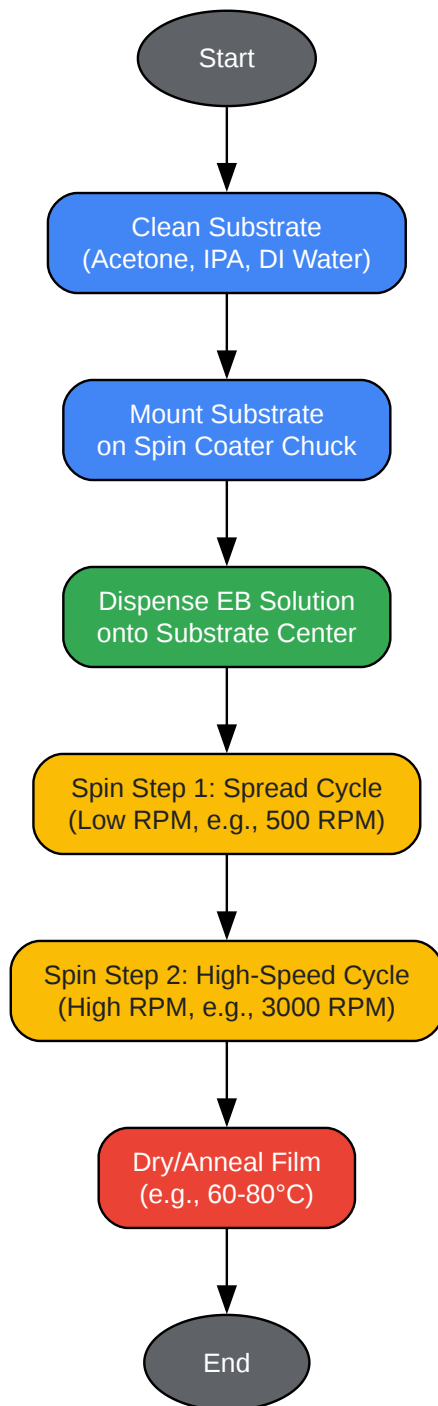 Start
Clean Substrate
(Acetone, IPA, DI Water)
Mount Substrate
on Spin Coater Chuck
Dispense EB Solution
onto Substrate Center
Spin Step 1: Spread Cycle
(Low RPM, e.g., 500 RPM)
Spin Step 2: High-Speed Cycle
(High RPM, e.g., 3000 RPM)
Dry/Anneal Film
(e.g., 60-80°C)
End